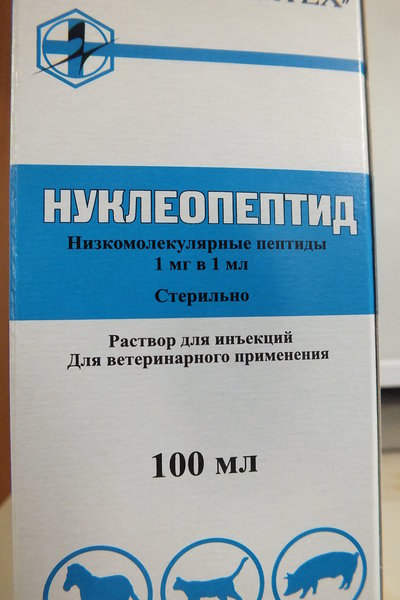 НУКЛЕОПЕПТИД
Низкомолекулярные пептиды
1 мг в 1 мл
Стерильно
Раствор для инъекций
Для ветеринарного применения
100 мл